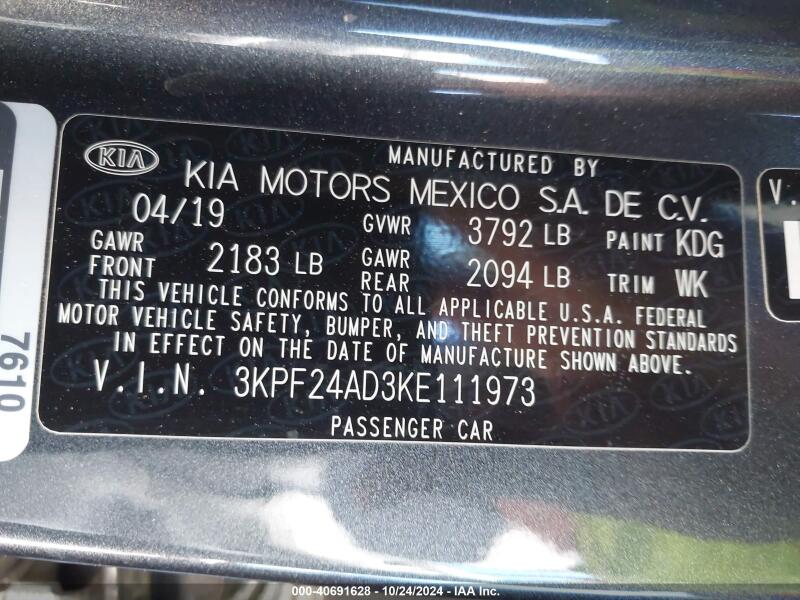 KIA
MANUFACTURED BY
KIA MOTORS MEXICO S.A. DE C.V.
04/19 GVWR 3792 LB PAINT KDG
GAWR FRONT 2183 LB GAWR REAR 2094 LB TRIM WK
THIS VEHICLE CONFORMS TO ALL APPLICABLE U.S.A. FEDERAL
MOTOR VEHICLE SAFETY, BUMPER, AND THEFT PREVENTION STANDARDS
IN EFFECT ON THE DATE OF MANUFACTURE SHOWN ABOVE.
V.I.N. 3KPF24AD3KE111973
PASSENGER CAR
7610
V.
000-40691628 - 10/24/2024 - IAA Inc.